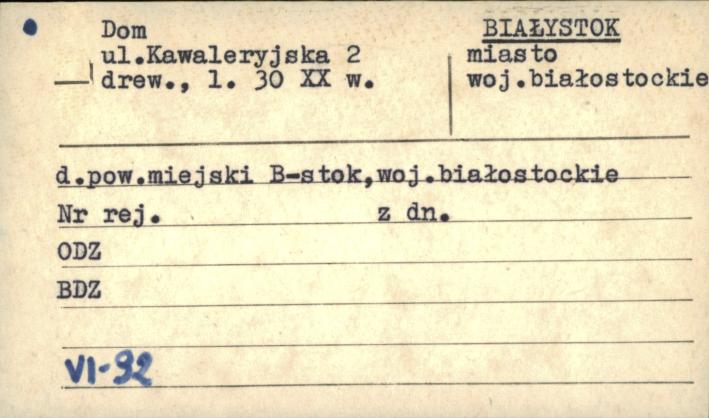 Dom
ul.Kawaleryjska 2
drew., l. 30 XX w.
BIAŁYSTOK
miasto
woj.białostockie
d.pow.miejski B-stok,woj.białostockie
Nr rej. z dn.
ODZ
BDZ
VI-92